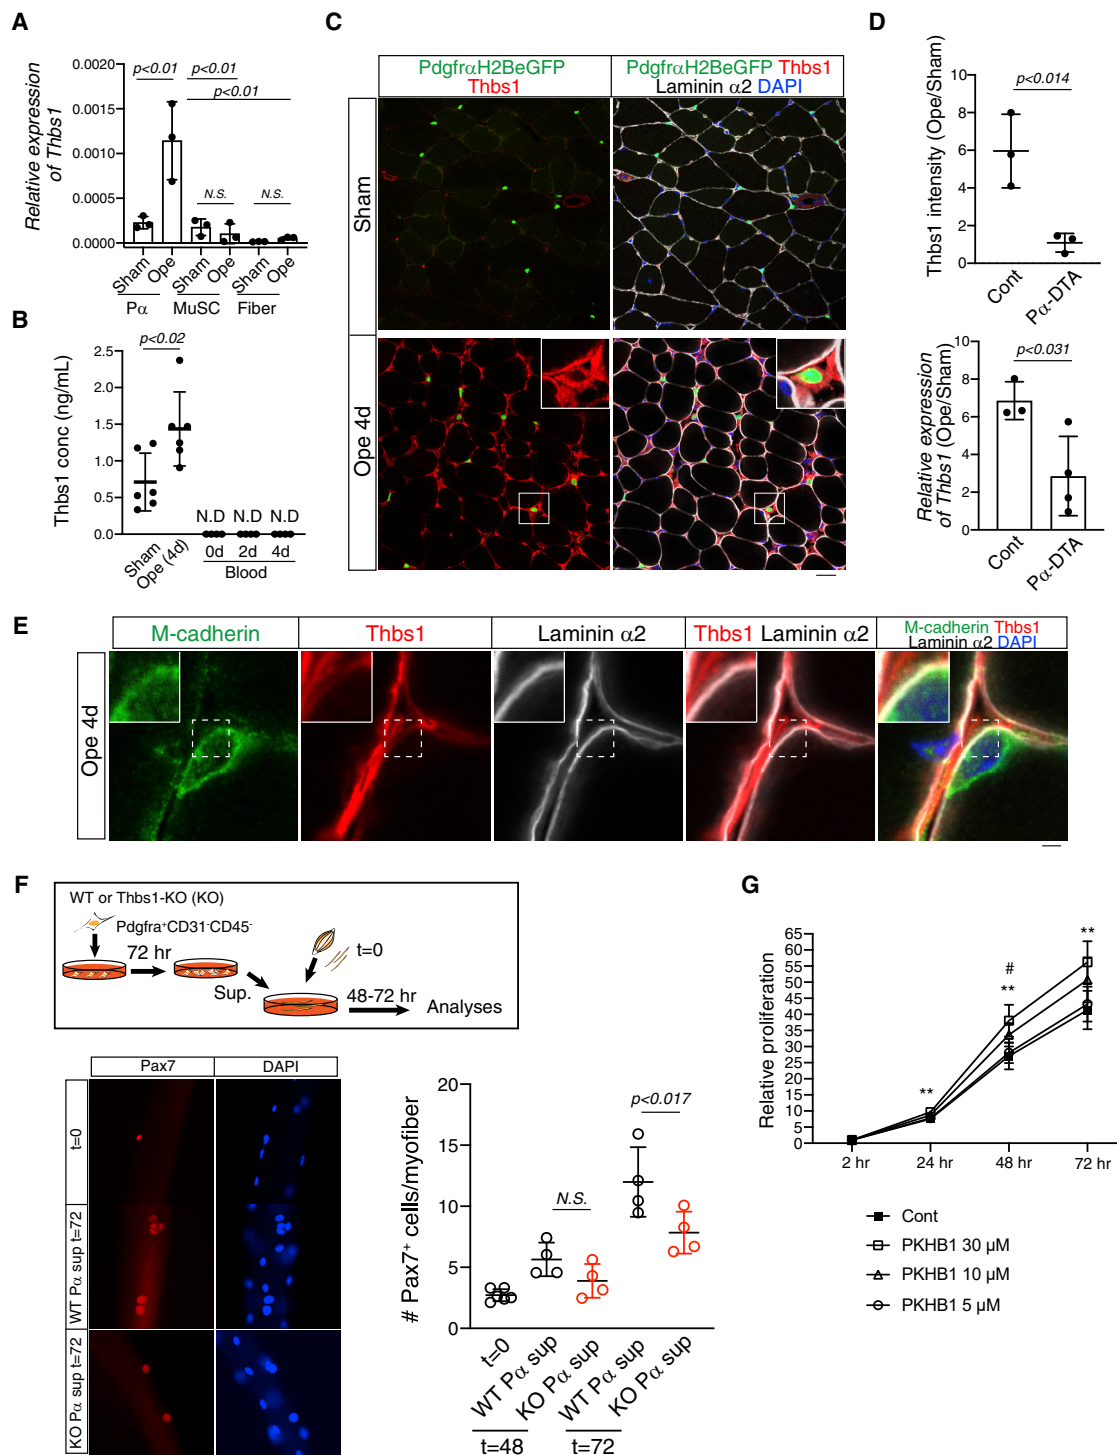 A
Relative expression
of Thbs1
0.0020
0.0015
0.0010
0.0005
0.0000
p<0.01
p<0.01
p<0.01
N.S.
N.S.
Sham
Ope
Sham
Ope
Sham
Ope
Pα
MuSC
Fiber
B
Thbs1 conc (ng/mL)
2.5
2.0
1.5
1.0
0.5
0.0
p<0.02
N.D
N.D
N.D
Sham
Ope (4d)
0d
2d
4d
Blood
C
PdgfrαH2BeGFP
Thbs1
PdgfrαH2BeGFP Thbs1
Laminin α2 DAPI
Sham
Ope 4d
D
Thbs1 intensity (Ope/Sham)
10
8
6
4
2
0
p<0.014
Cont
Pα-DTA
Relative expression
of Thbs1 (Ope/Sham)
10
8
6
4
2
0
p<0.031
Cont
Pα-DTA
E
M-cadherin
Thbs1
Laminin α2
Thbs1 Laminin α2
M-cadherin Thbs1
Laminin α2 DAPI
Ope 4d
F
WT or Thbs1-KO (KO)
Pdgfra⁺CD31⁻CD45⁻
72 hr
t=0
Sup.
48-72 hr
Analyses
Pax7
DAPI
t=0
WT Pα sup t=72
KO Pα sup t=72
# Pax7⁺ cells/myofiber
20
15
10
5
0
N.S.
p<0.017
t=0
WT Pα sup
KO Pα sup
WT Pα sup
KO Pα sup
t=48
t=72
G
Relative proliferation
65
60
55
50
45
40
35
30
25
20
15
10
5
0
**
#
**
**
2 hr
24 hr
48 hr
72 hr
Cont
PKHB1 30 μM
PKHB1 10 μM
PKHB1 5 μM